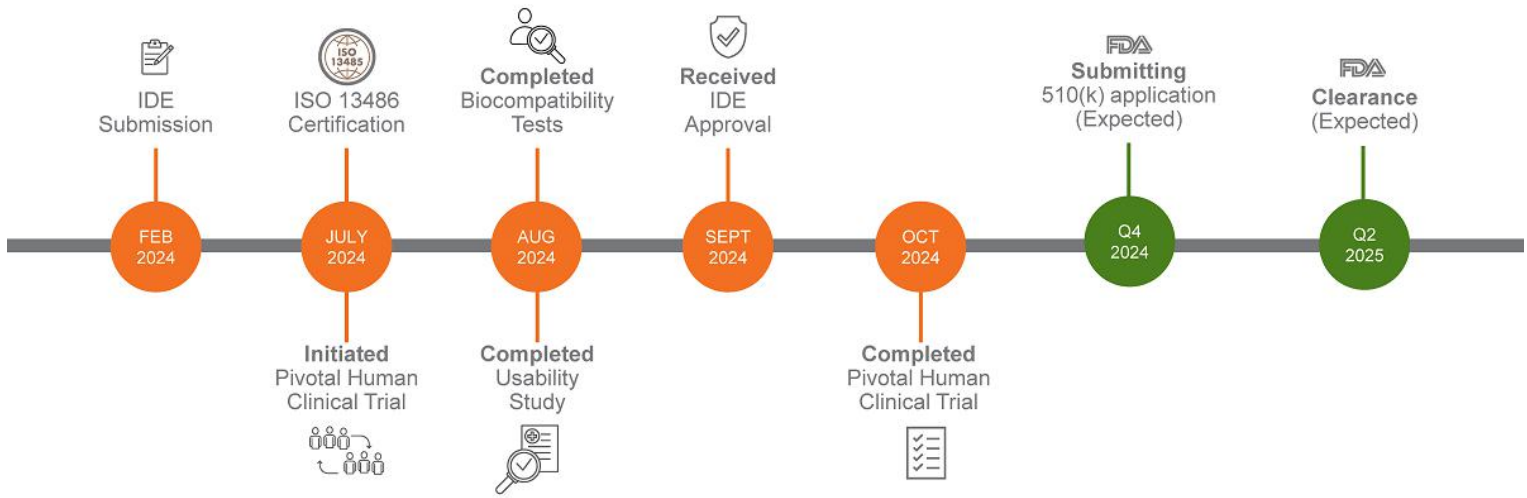 IDE
Submission
FEB
2024
ISO
13485
ISO 13486
Certification
JULY
2024
Initiated
Pivotal Human
Clinical Trial
Completed
Biocompatibility
Tests
AUG
2024
Completed
Usability
Study
Received
IDE
Approval
SEPT
2024
OCT
2024
Completed
Pivotal Human
Clinical Trial
FDA
Submitting
510(k) application
(Expected)
Q4
2024
FDA
Clearance
(Expected)
Q2
2025